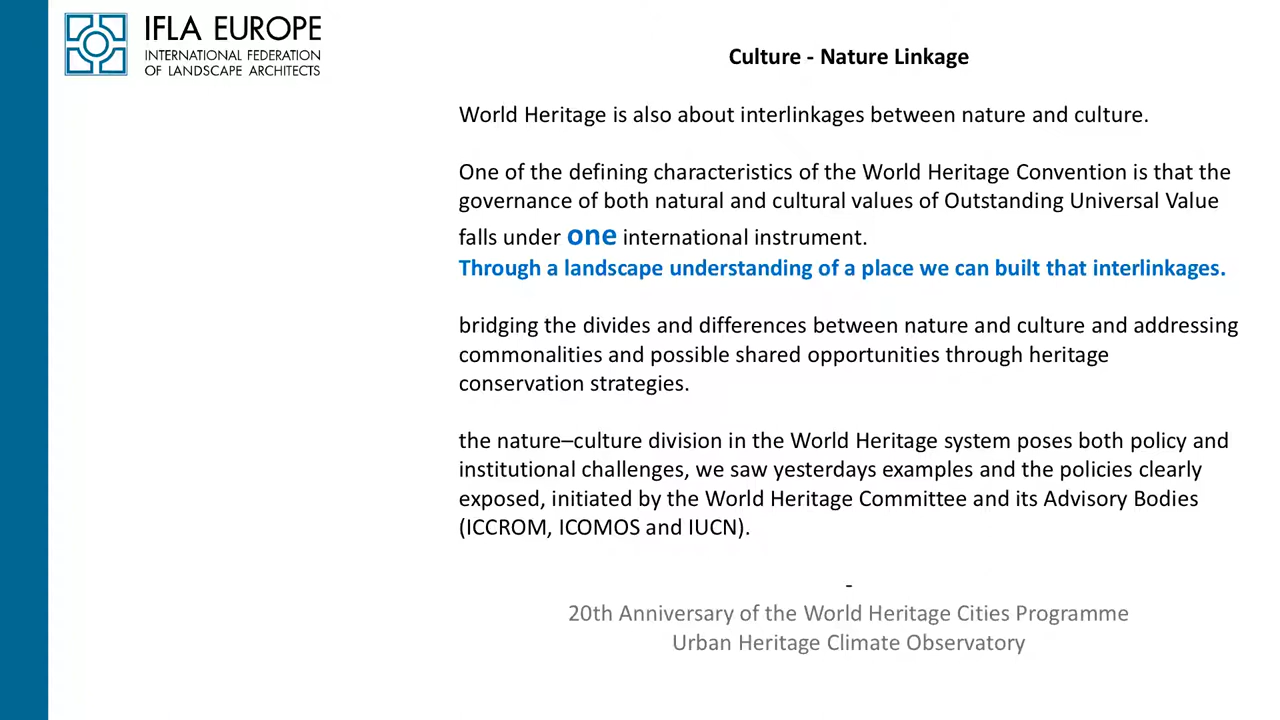 IFLA EUROPE
INTERNATIONAL FEDERATION
OF LANDSCAPE ARCHITECTS
Culture - Nature Linkage
World Heritage is also about interlinkages between nature and culture.
One of the defining characteristics of the World Heritage Convention is that the
governance of both natural and cultural values of Outstanding Universal Value
falls under one international instrument.
Through a landscape understanding of a place we can built that interlinkages.
bridging the divides and differences between nature and culture and addressing
commonalities and possible shared opportunities through heritage
conservation strategies.
the nature–culture division in the World Heritage system poses both policy and
institutional challenges, we saw yesterdays examples and the policies clearly
exposed, initiated by the World Heritage Committee and its Advisory Bodies
(ICCROM, ICOMOS and IUCN).
-
20th Anniversary of the World Heritage Cities Programme
Urban Heritage Climate Observatory